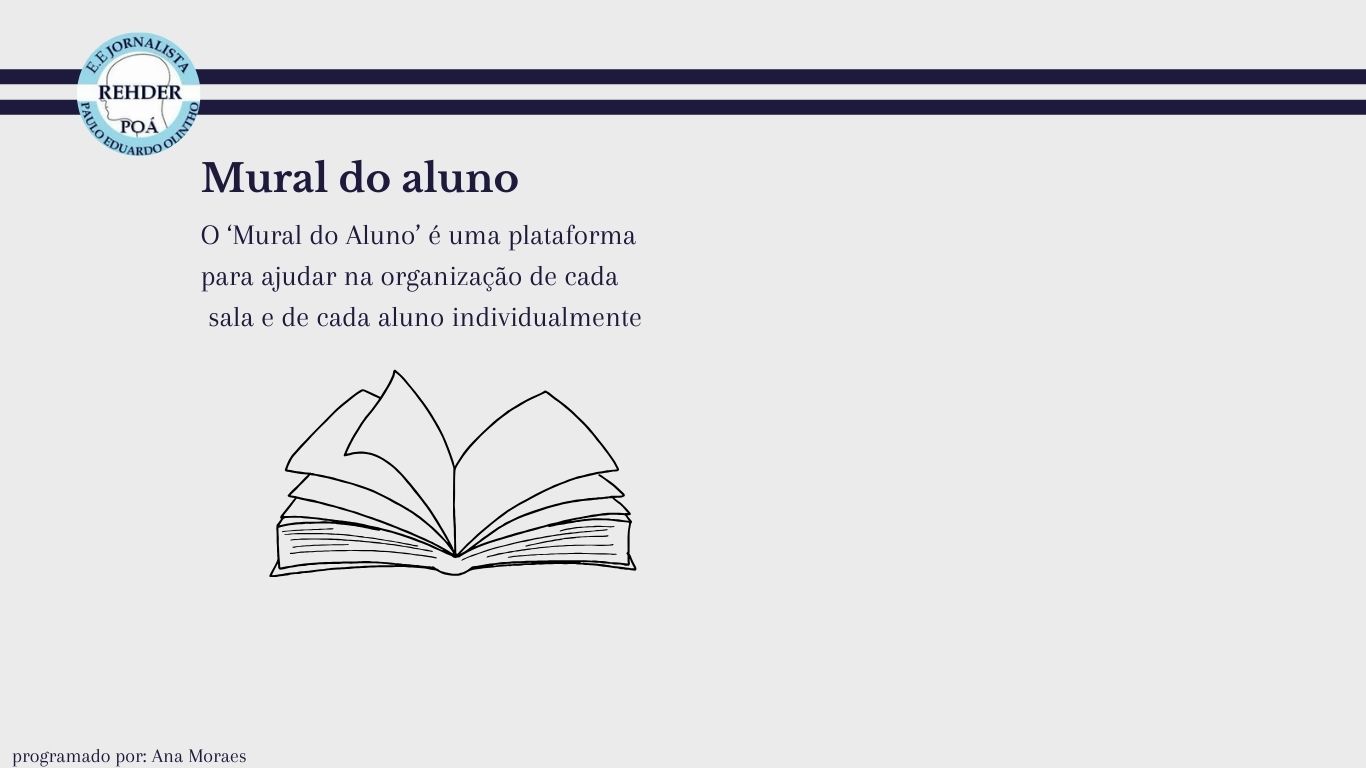 E.E JORNALISTA
REHDER
POÁ
PAULO EDUARDO OLINTHO
Mural do aluno
O ‘Mural do Aluno’ é uma plataforma
para ajudar na organização de cada
sala e de cada aluno individualmente
programado por: Ana Moraes